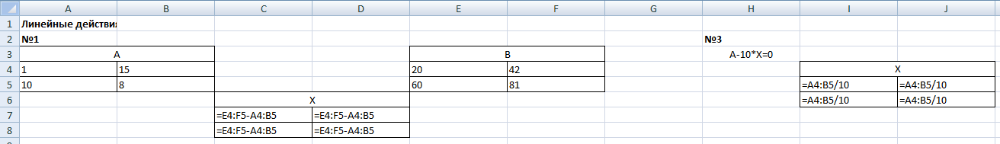 A B C D E F G H I J
1 Линейные действия
2 №1 №3
3 A B A-10*X=0
4 1 15 20 42 X
5 10 8 60 81 =A4:B5/10 =A4:B5/10
6 X =A4:B5/10 =A4:B5/10
7 =E4:F5-A4:B5 =E4:F5-A4:B5
8 =E4:F5-A4:B5 =E4:F5-A4:B5